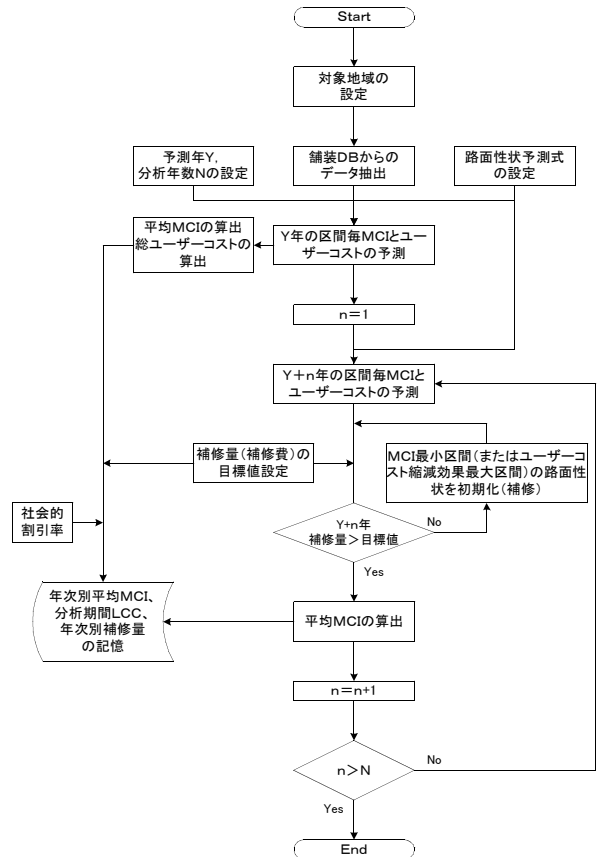 Start
対象地域の
設定
予測年Y,
分析年数Nの設定
舗装DBからの
データ抽出
路面性状予測式
の設定
平均MCIの算出
総ユーザーコストの
算出
Y年の区間毎MCIとユー
ザーコストの予測
n=1
Y+n年の区間毎MCIと
ユーザーコストの予測
補修量(補修費)の
目標値設定
MCI最小区間(またはユーザーコ
スト縮減効果最大区間)の路面性
状を初期化(補修)
社会的
割引率
Y+n年
補修量>目標値
No
Yes
年次別平均MCI、
分析期間LCC、
年次別補修量
の記憶
平均MCIの算出
n=n+1
n>N
No
Yes
End